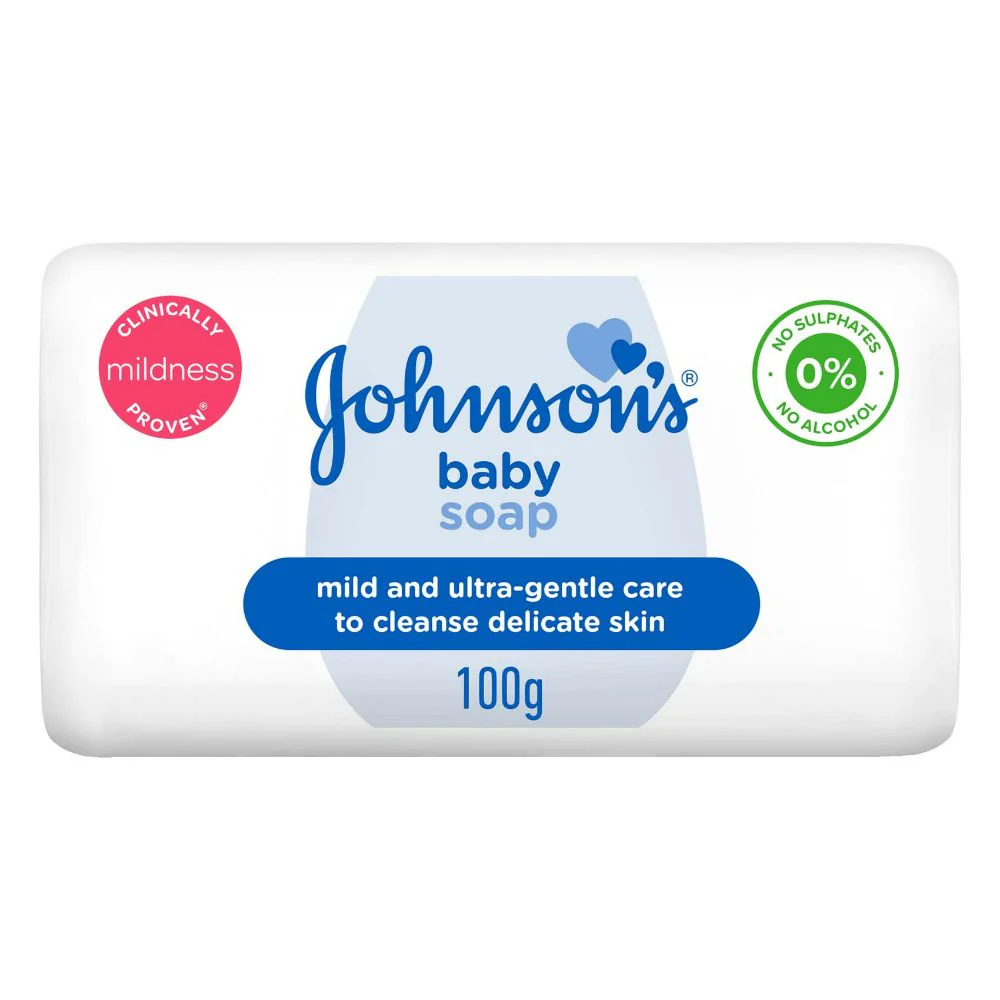 CLINICALLY
mildness
PROVEN®
Johnson's®
baby
soap
NO SULPHATES
0%
NO ALCOHOL
mild and ultra-gentle care
to cleanse delicate skin
100g